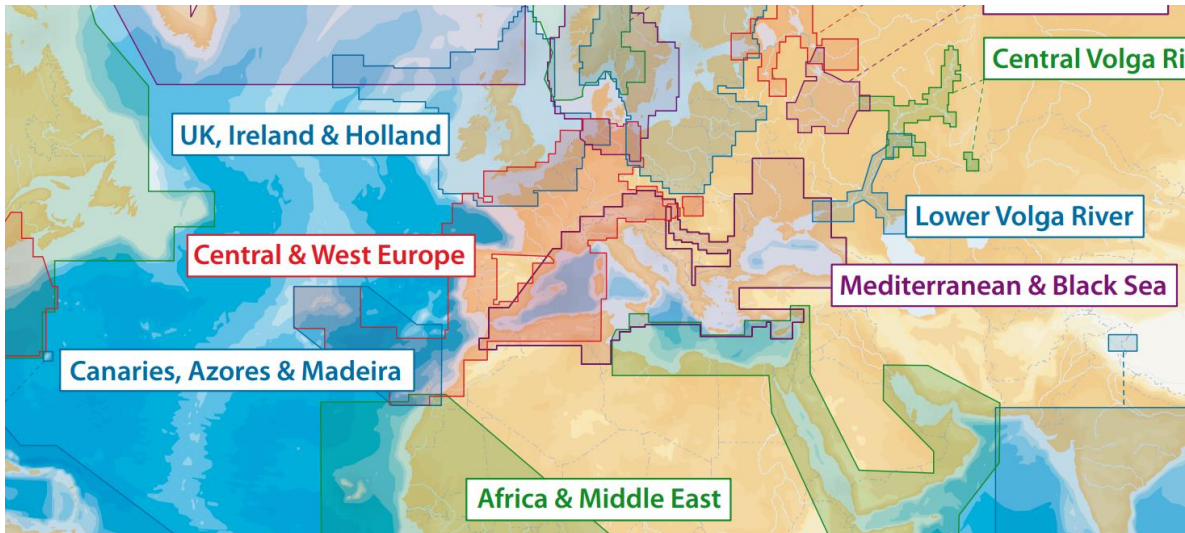 Central Volga Ri
UK, Ireland & Holland
Lower Volga River
Central & West Europe
Mediterranean & Black Sea
Canaries, Azores & Madeira
Africa & Middle East